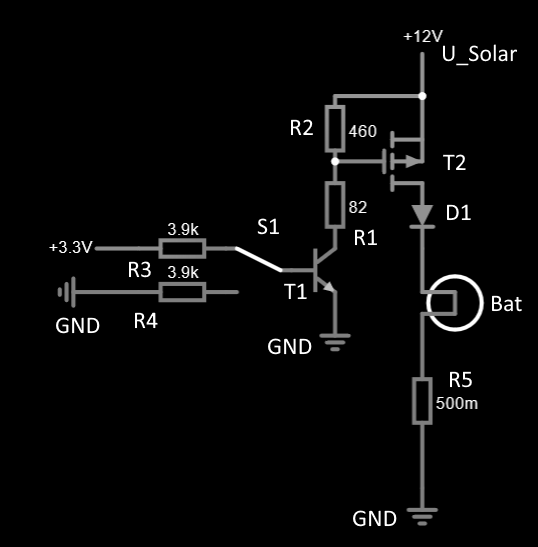 +12V
U_Solar
R2
460
T2
82
D1
S1
R1
3.9k
+3.3V
R3
3.9k
T1
Bat
GND
R4
GND
R5
500m
GND